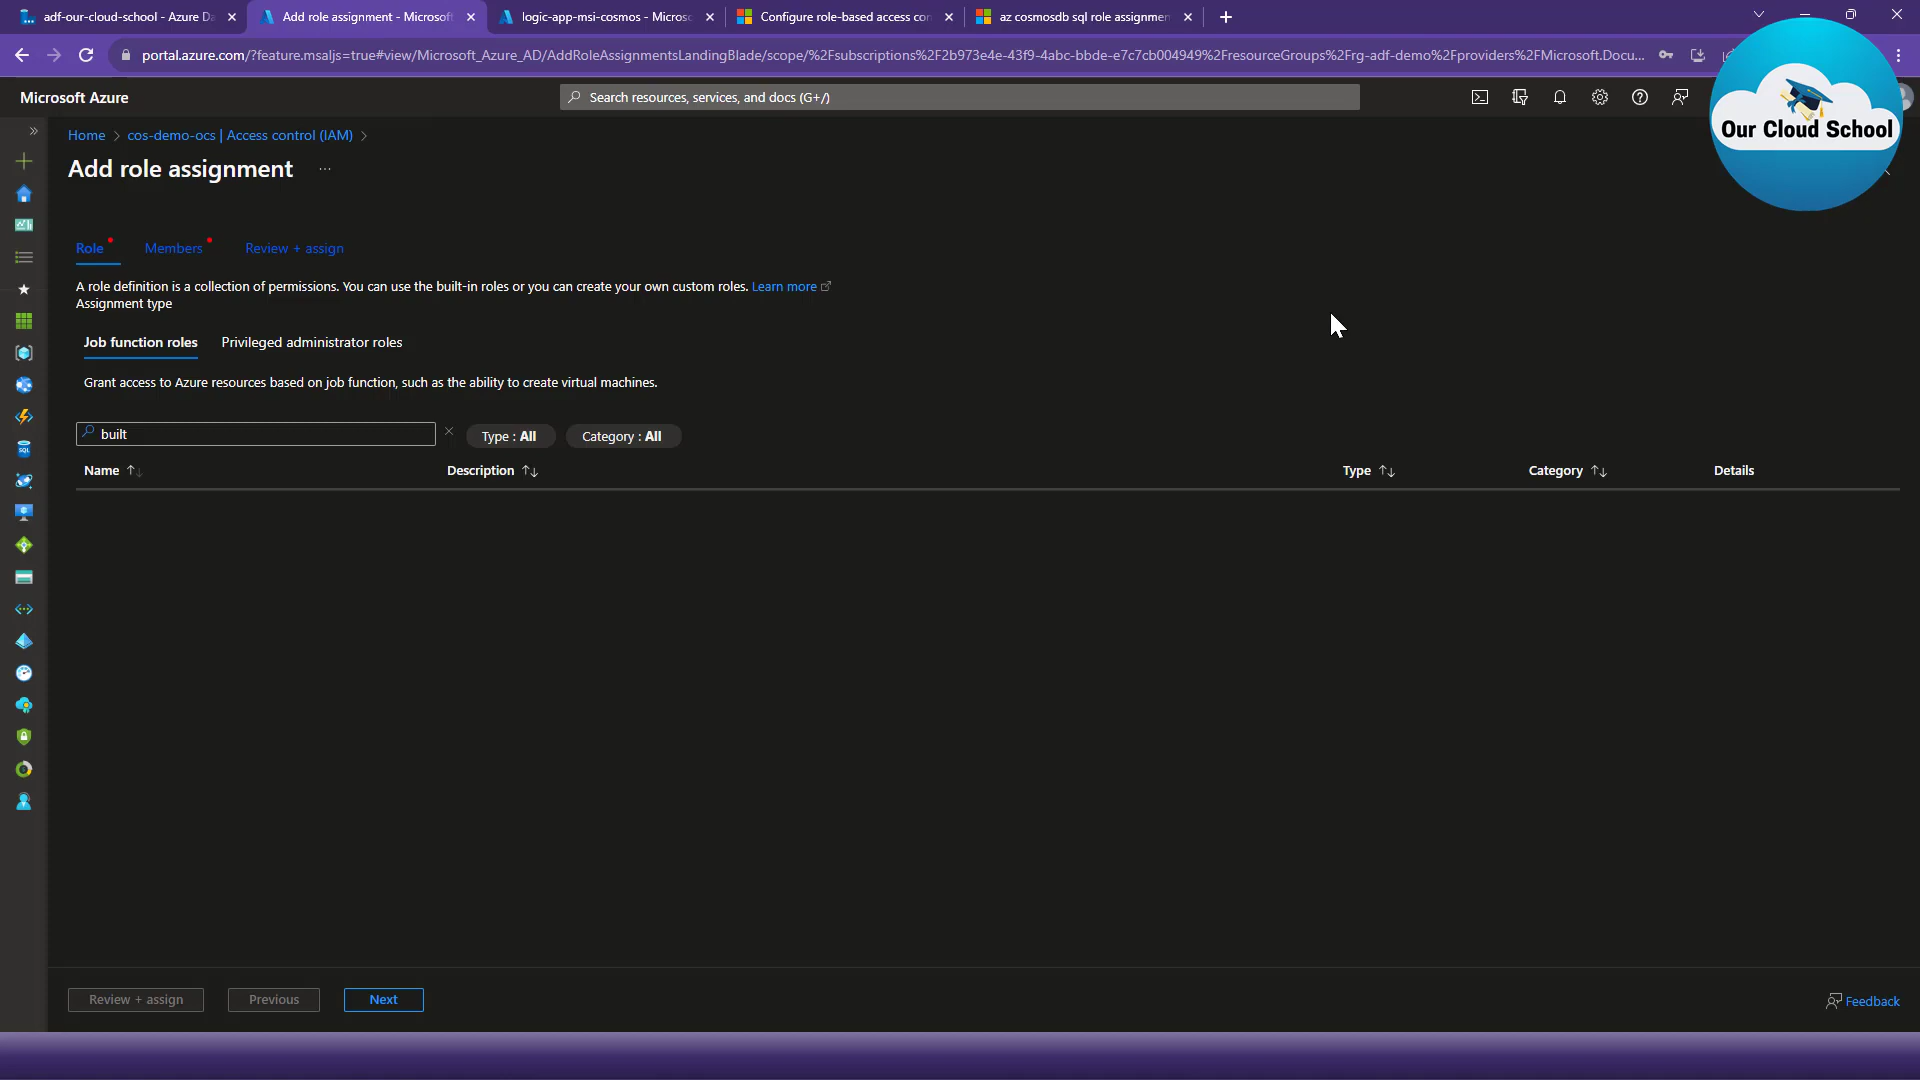 adf-our-cloud-school - Azure Da
Add role assignment - Microsoft
logic-app-msi-cosmos - Microso
Configure role-based access con
az cosmosdb sql role assignmen
portal.azure.com/?feature.msaljs=true#view/Microsoft_Azure_AD/AddRoleAssignmentsLandingBlade/scope/%2Fsubscriptions%2F2b973e4e-43f9-4abc-bbde-e7c7cb004949%2FresourceGroups%2Frg-adf-demo%2Fproviders%2FMicrosoft.Docu...
Microsoft Azure
Search resources, services, and docs (G+/)
Our Cloud School
Home > cos-demo-ocs | Access control (IAM) >
Add role assignment ...
Role Members Review + assign
A role definition is a collection of permissions. You can use the built-in roles or you can create your own custom roles. Learn more
Assignment type
Job function roles Privileged administrator roles
Grant access to Azure resources based on job function, such as the ability to create virtual machines.
built
Type : All
Category : All
Name ↑↓ Description ↑↓ Type ↑↓ Category ↑↓ Details
Review + assign Previous Next
Feedback